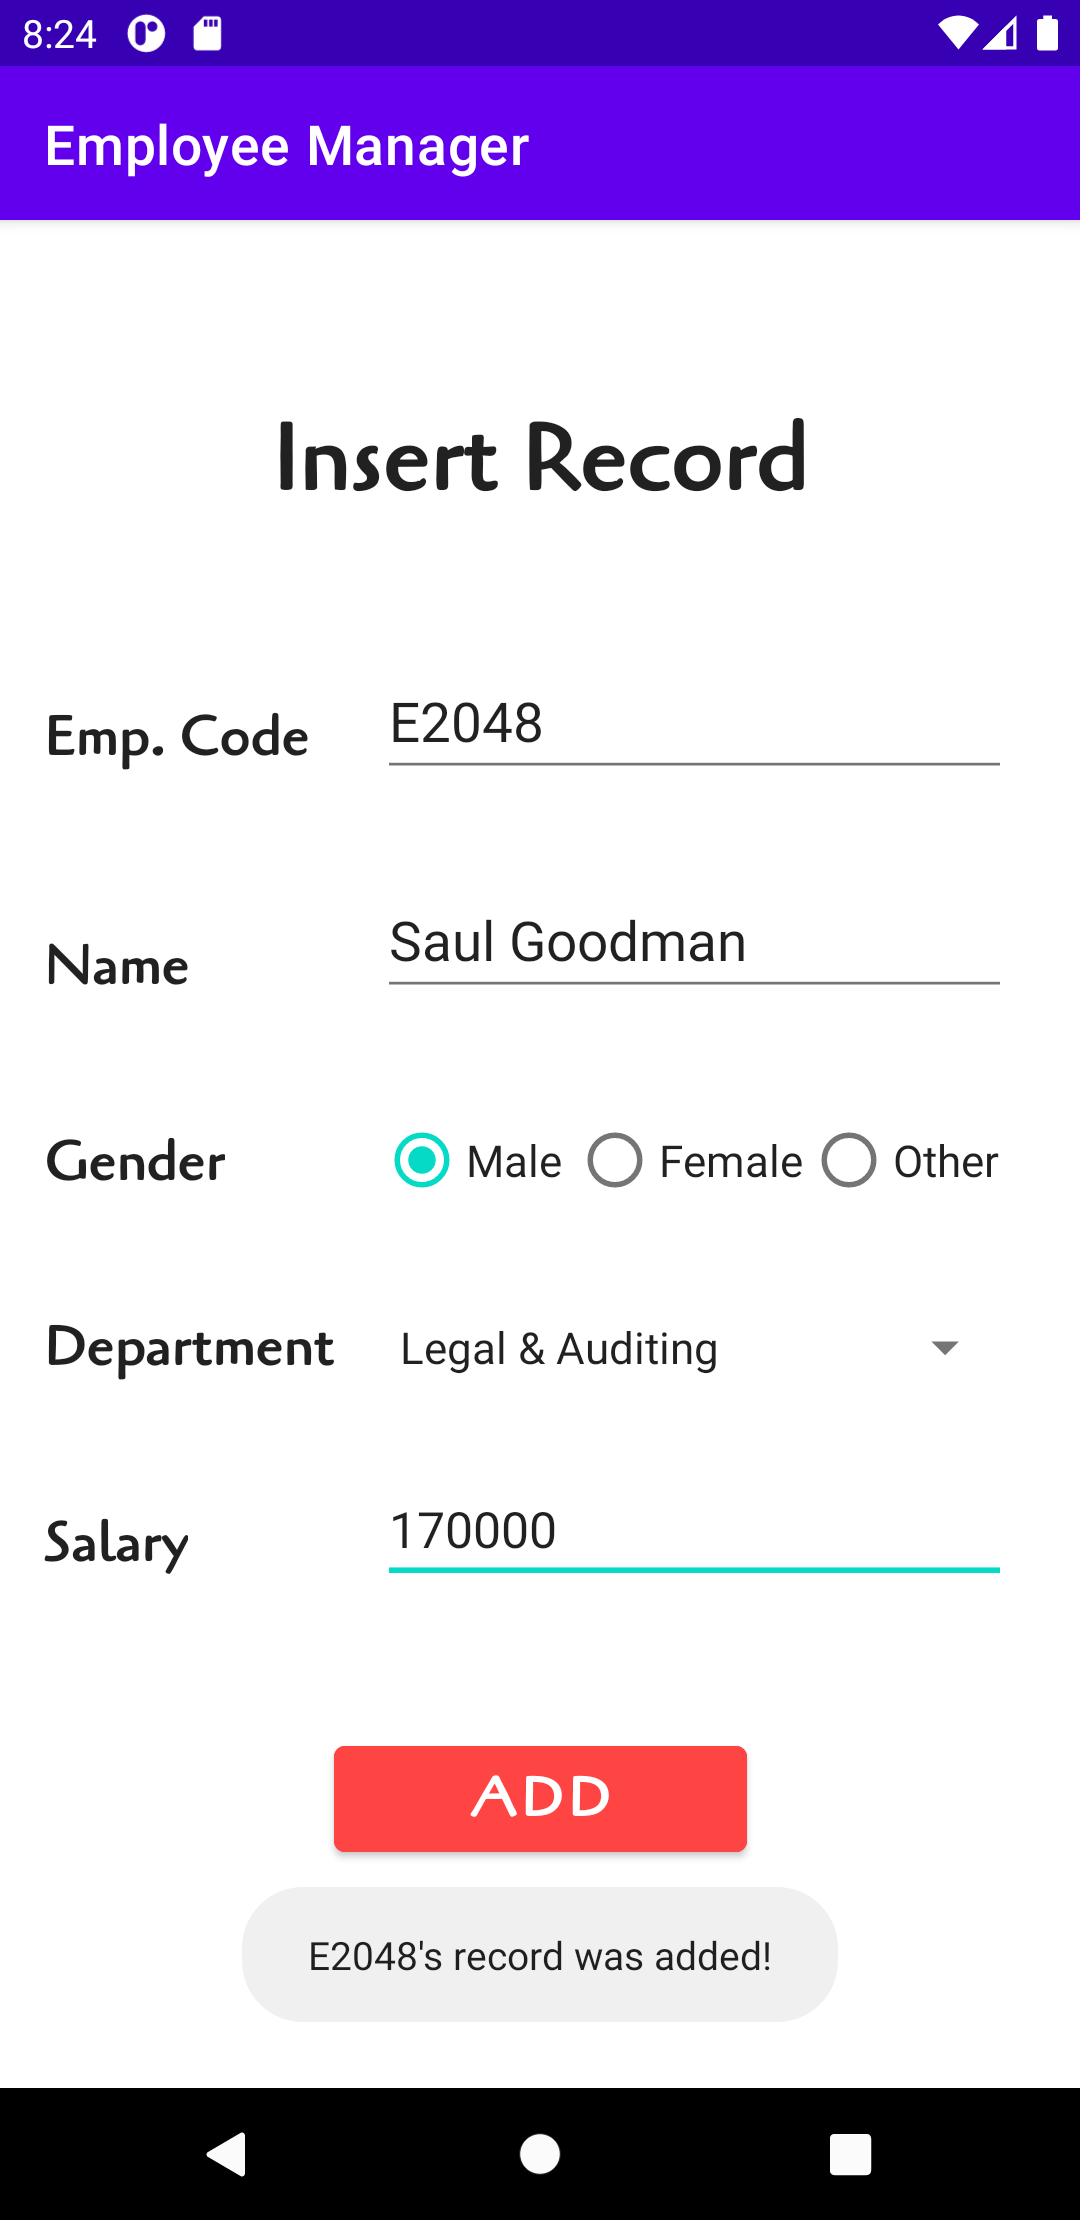 8:24
Employee Manager
Insert Record
Emp. Code E2048
Name Saul Goodman
Gender Male Female Other
Department Legal & Auditing
Salary 170000
ADD
E2048's record was added!